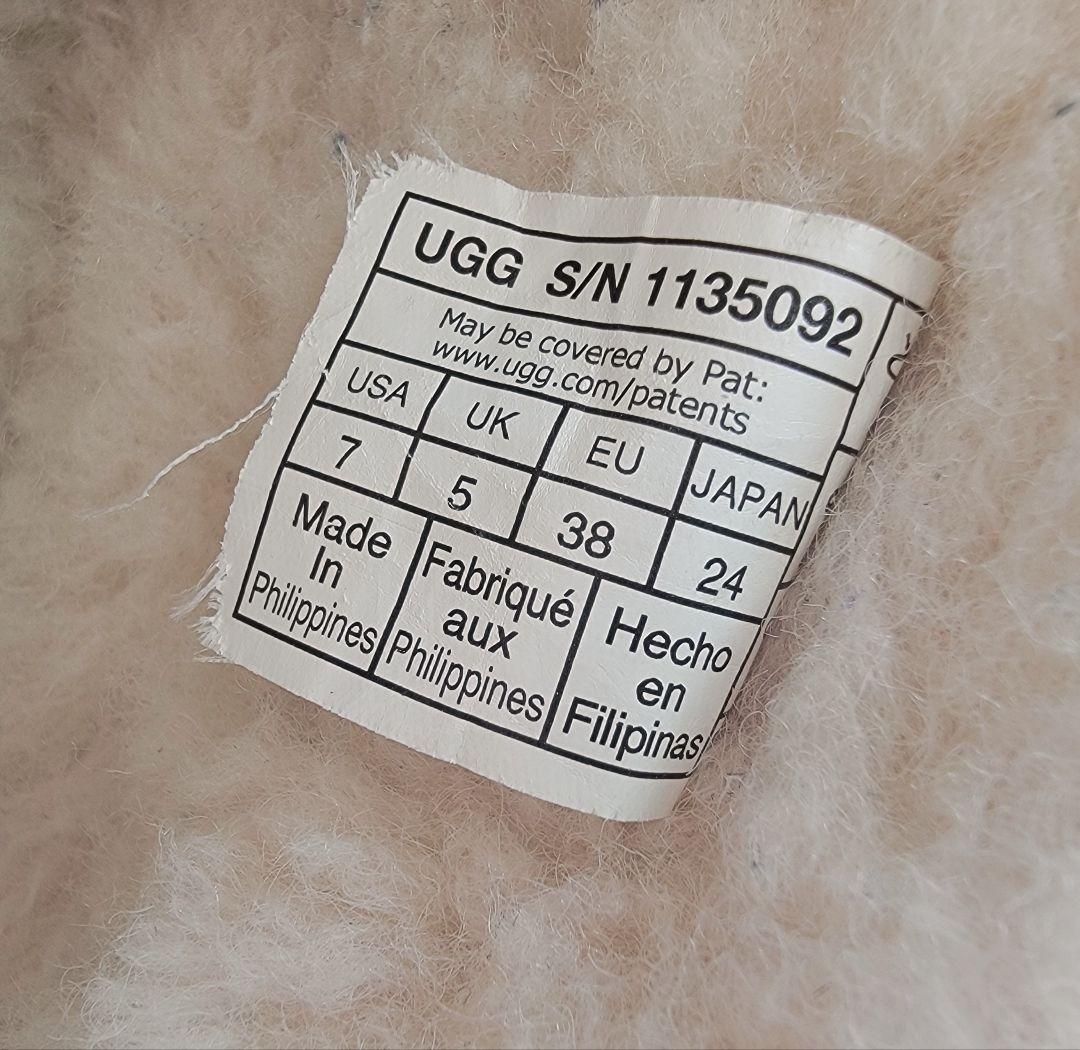 UGG S/N 1135092
May be covered by Pat:
www.ugg.com/patents
USA UK EU JAPAN
7 5 38 24
Made
In
Philippines
Fabriqué
aux
Philippines
Hecho
en
Filipinas